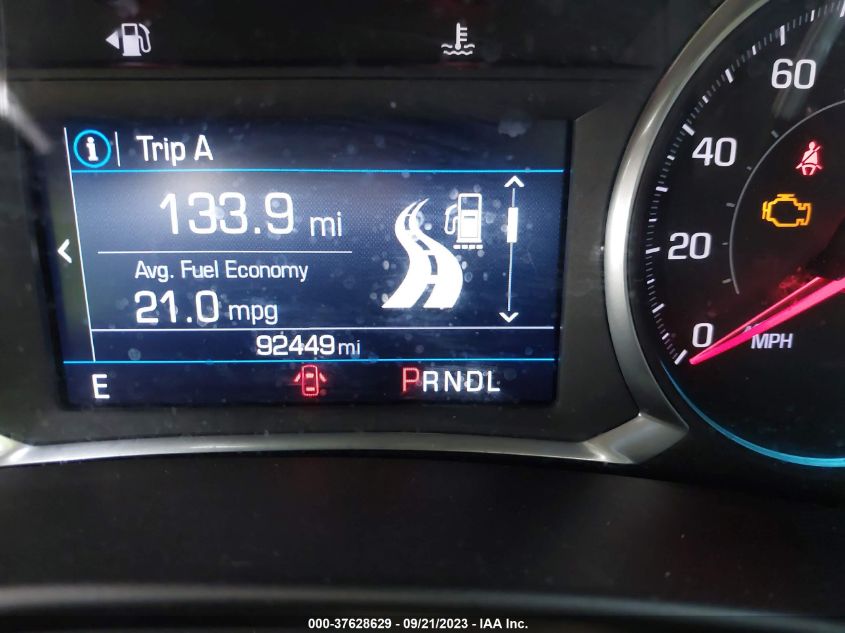 Trip A
133.9 mi
Avg. Fuel Economy
21.0 mpg
92449 mi
E
PRNDL
60
40
20
0
MPH
000-37628629 - 09/21/2023 - IAA Inc.